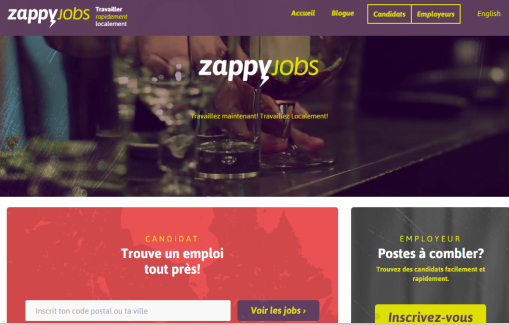 zappyjobs Travailler
rapidement
localement
Accueil Blogue Candidats Employeurs English
zappyjobs
Travaillez maintenant! Travaillez Localement!
CANDIDAT
Trouve un emploi
tout près!
Inscrit ton code postal ou ta ville Voir les jobs ›
EMPLOYEUR
Postes à combler?
Trouvez des candidats facilement et
rapidement.
Inscrivez-vous